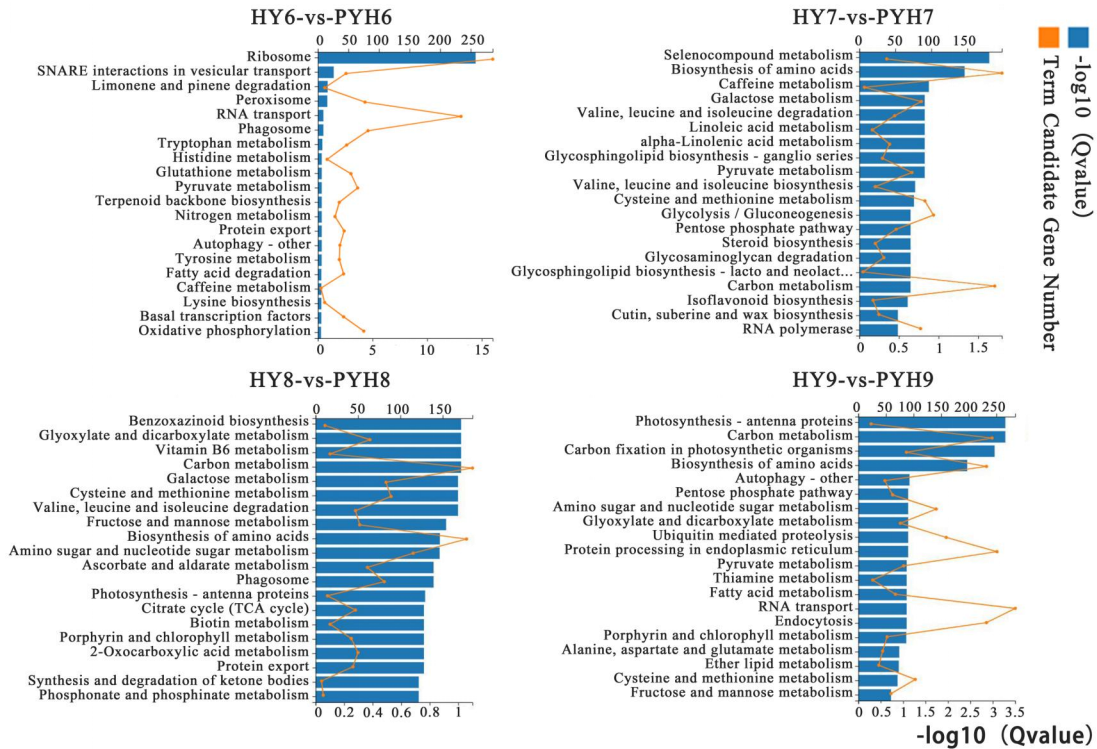 HY6-vs-PYH6
0 50 100 150 200 250
Ribosome
SNARE interactions in vesicular transport
Limonene and pinene degradation
Peroxisome
RNA transport
Phagosome
Tryptophan metabolism
Histidine metabolism
Glutathione metabolism
Pyruvate metabolism
Terpenoid backbone biosynthesis
Nitrogen metabolism
Protein export
Autophagy - other
Tyrosine metabolism
Fatty acid degradation
Caffeine metabolism
Lysine biosynthesis
Basal transcription factors
Oxidative phosphorylation
0 5 10 15
HY7-vs-PYH7
0 50 100 150
Selenocompound metabolism
Biosynthesis of amino acids
Caffeine metabolism
Galactose metabolism
Valine, leucine and isoleucine degradation
Linoleic acid metabolism
alpha-Linolenic acid metabolism
Glycosphingolipid biosynthesis - ganglio series
Pyruvate metabolism
Valine, leucine and isoleucine biosynthesis
Cysteine and methionine metabolism
Glycolysis / Gluconeogenesis
Pentose phosphate pathway
Steroid biosynthesis
Glycosaminoglycan degradation
Glycosphingolipid biosynthesis - lacto and neolact...
Carbon metabolism
Isoflavonoid biosynthesis
Cutin, suberine and wax biosynthesis
RNA polymerase
0 0.5 1 1.5
-log10 (Qvalue)
Term Candidate Gene Number
HY8-vs-PYH8
0 50 100 150
Benzoxazinoid biosynthesis
Glyoxylate and dicarboxylate metabolism
Vitamin B6 metabolism
Carbon metabolism
Galactose metabolism
Cysteine and methionine metabolism
Valine, leucine and isoleucine degradation
Fructose and mannose metabolism
Biosynthesis of amino acids
Amino sugar and nucleotide sugar metabolism
Ascorbate and aldarate metabolism
Phagosome
Photosynthesis - antenna proteins
Citrate cycle (TCA cycle)
Biotin metabolism
Porphyrin and chlorophyll metabolism
2-Oxocarboxylic acid metabolism
Protein export
Synthesis and degradation of ketone bodies
Phosphonate and phosphinate metabolism
0 0.2 0.4 0.6 0.8 1
HY9-vs-PYH9
0 50 100 150 200 250
Photosynthesis - antenna proteins
Carbon metabolism
Carbon fixation in photosynthetic organisms
Biosynthesis of amino acids
Autophagy - other
Pentose phosphate pathway
Amino sugar and nucleotide sugar metabolism
Glyoxylate and dicarboxylate metabolism
Ubiquitin mediated proteolysis
Protein processing in endoplasmic reticulum
Pyruvate metabolism
Thiamine metabolism
Fatty acid metabolism
RNA transport
Endocytosis
Porphyrin and chlorophyll metabolism
Alanine, aspartate and glutamate metabolism
Ether lipid metabolism
Cysteine and methionine metabolism
Fructose and mannose metabolism
0 0.5 1 1.5 2 2.5 3 3.5
-log10 (Qvalue)